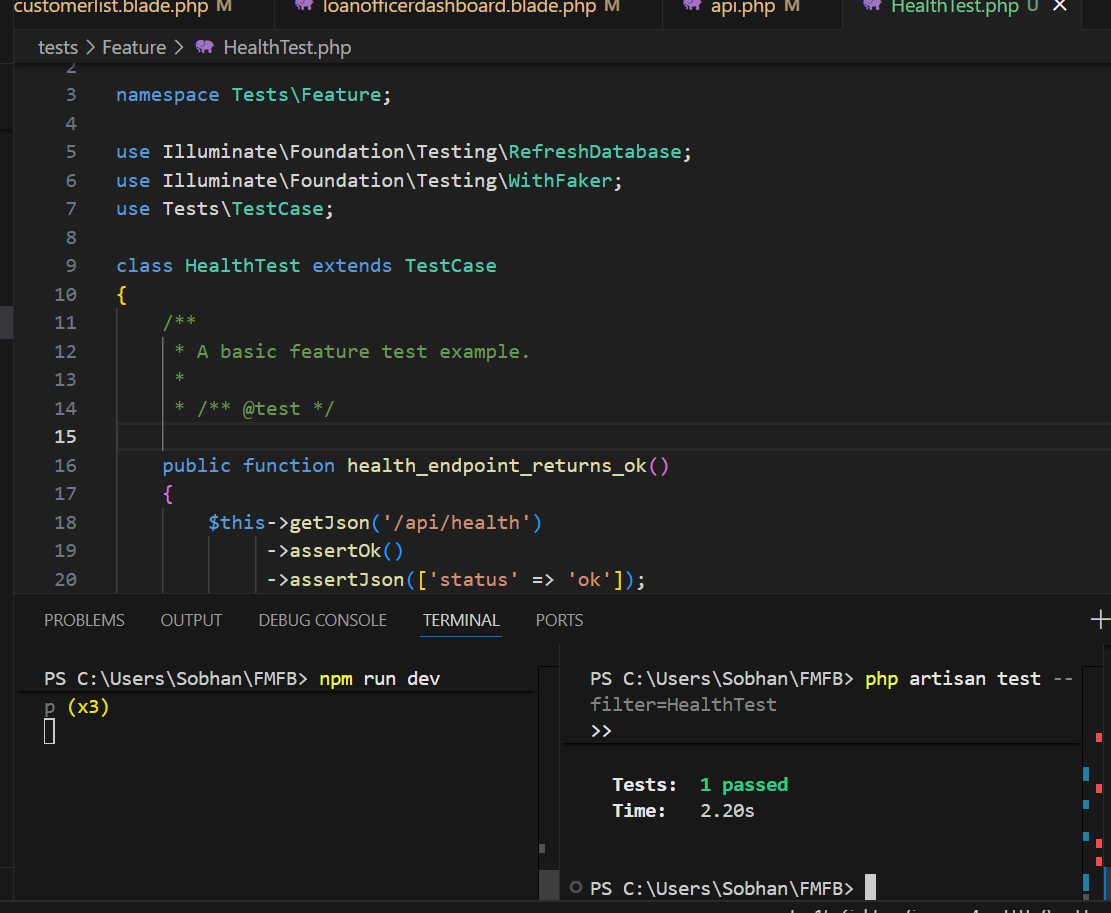 customerlist.blade.php M
loanofficerdashboard.blade.php M
api.php M
HealthTest.php U
tests > Feature > HealthTest.php
2
3 namespace Tests\Feature;
4
5 use Illuminate\Foundation\Testing\RefreshDatabase;
6 use Illuminate\Foundation\Testing\WithFaker;
7 use Tests\TestCase;
8
9 class HealthTest extends TestCase
10 {
11 /**
12 * A basic feature test example.
13 *
14 * /** @test */
15
16 public function health_endpoint_returns_ok()
17 {
18 $this->getJson('/api/health')
19 ->assertOk()
20 ->assertJson(['status' => 'ok']);
PROBLEMS OUTPUT DEBUG CONSOLE TERMINAL PORTS
PS C:\Users\Sobhan\FMFB> npm run dev
p (x3)
PS C:\Users\Sobhan\FMFB> php artisan test --
filter=HealthTest
>>
Tests: 1 passed
Time: 2.20s
PS C:\Users\Sobhan\FMFB>